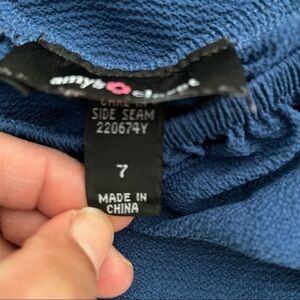 amy's closet
CARE IN
SIDE SEAM
220674Y
7
MADE IN
CHINA